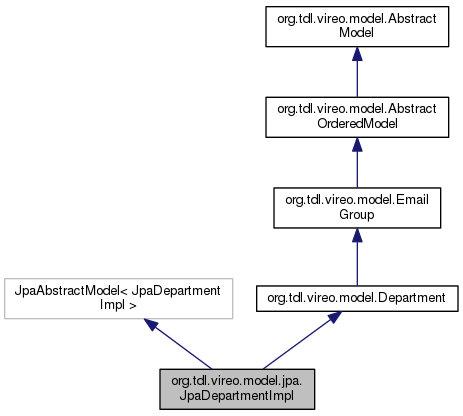 org.tdl.vireo.model.Abstract
Model
org.tdl.vireo.model.Abstract
OrderedModel
org.tdl.vireo.model.Email
Group
JpaAbstractModel< JpaDepartment
Impl >
org.tdl.vireo.model.Department
org.tdl.vireo.model.jpa.
JpaDepartmentImpl